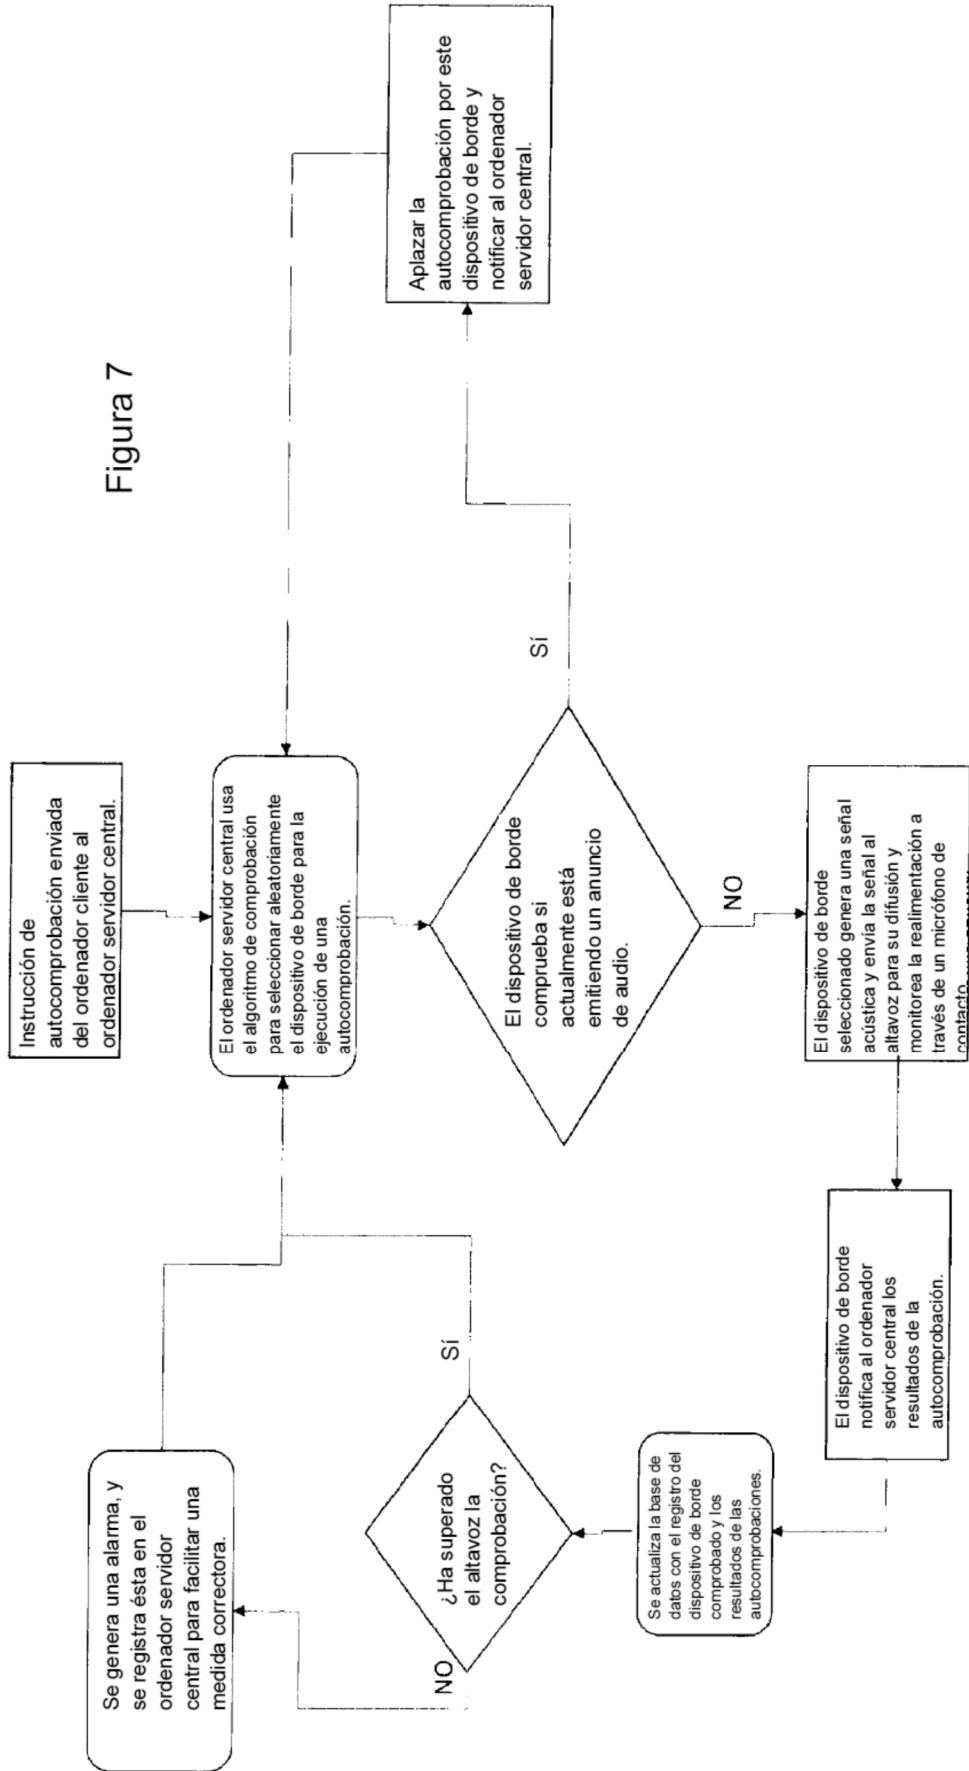 Figura 7
Instrucción de
autocomprobación enviada
del ordenador cliente al
ordenador servidor central.
El ordenador servidor central usa
el algoritmo de comprobación
para seleccionar aleatoriamente
el dispositivo de borde para la
ejecución de una
autocomprobación.
El dispositivo de borde
comprueba si
actualmente está
emitiendo un anuncio
de audio.
Sí
Aplazar la
autocomprobación por este
dispositivo de borde y
notificar al ordenador
servidor central.
NO
El dispositivo de borde
seleccionado genera una señal
acústica y envía la señal al
altavoz para su difusión y
monitorea la realimentación a
través de un micrófono de
contacto.
El dispositivo de borde
notifica al ordenador
servidor central los
resultados de la
autocomprobación.
Se actualiza la base de
datos con el registro del
dispositivo de borde
comprobado y los
resultados de las
autocomprobaciones.
¿Ha superado
el altavoz la
comprobación?
Sí
NO
Se genera una alarma, y
se registra ésta en el
ordenador servidor
central para facilitar una
medida correctora.